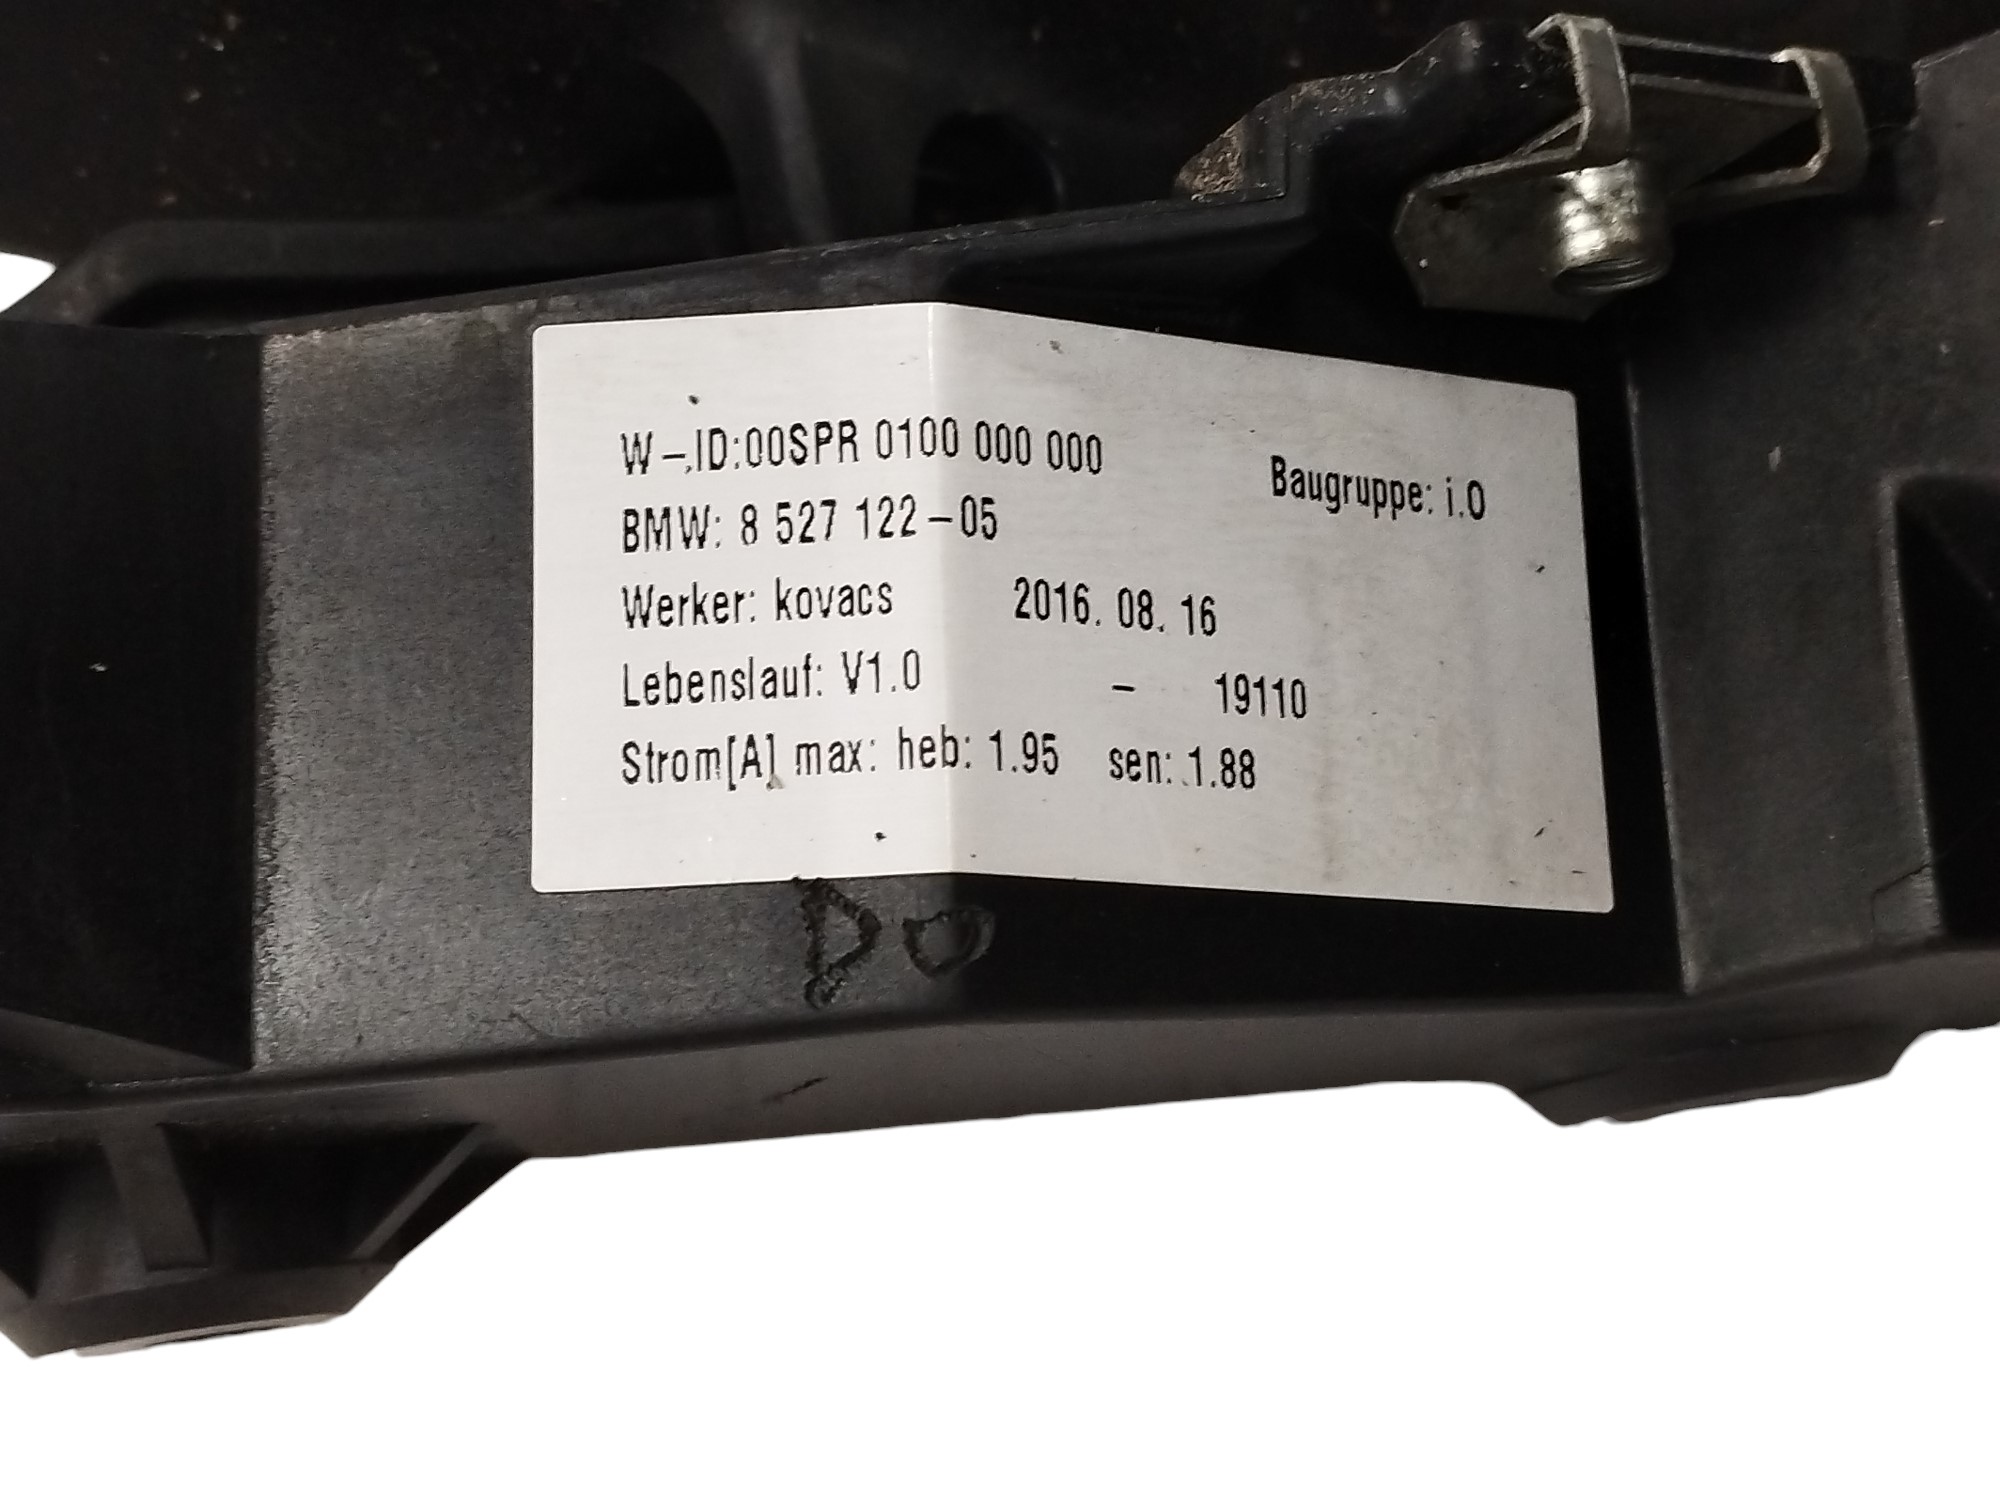 W-ID:00SPR 0100 000 000 Baugruppe: i.O
BMW: 8 527 122-05
Werker: kovacs 2016. 08. 16
Lebenslauf: V1.0 - 19110
Strom[A] max: heb: 1.95 sen: 1.88
DO